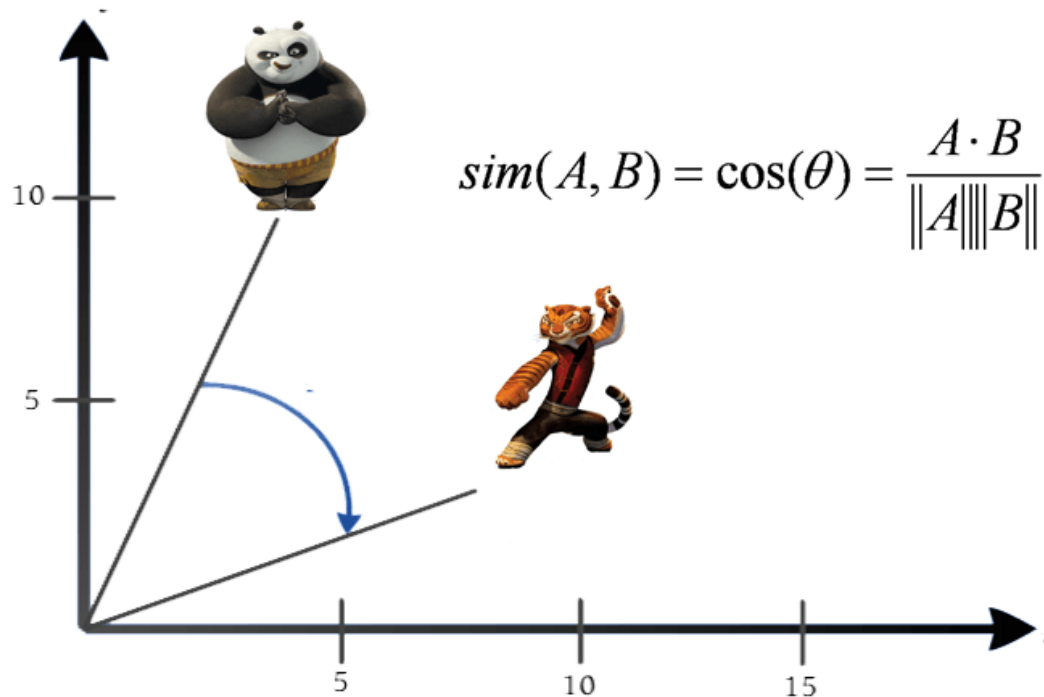 10
sim(A, B) = cos(θ) = A · B / ‖A‖‖B‖
5
5 10 15